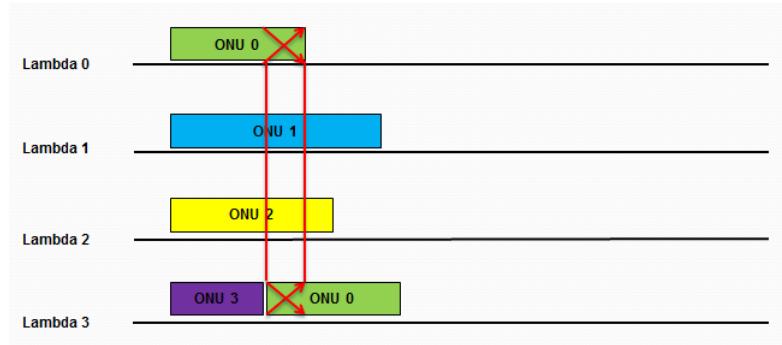 ONU 0
Lambda 0
ONU 1
Lambda 1
ONU 2
Lambda 2
ONU 3 ONU 0
Lambda 3